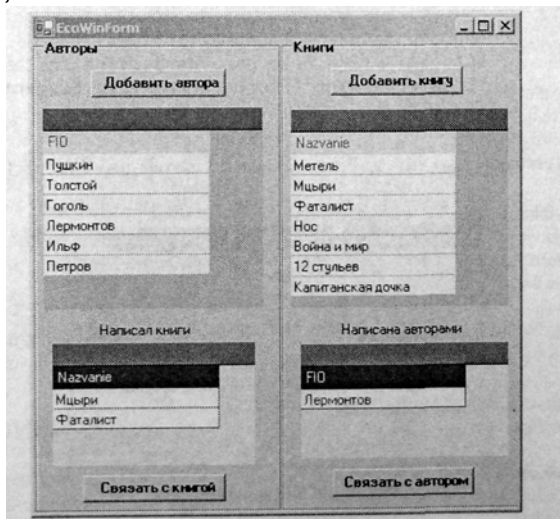 EcoWinForm
Авторы
Добавить автора
FIO
Пушкин
Толстой
Гоголь
Лермонтов
Ильф
Петров
Написал книги
Nazvanie
Мцыри
Фаталист
Связать с книгой
Книги
Добавить книгу
Nazvanie
Метель
Мцыри
Фаталист
Нос
Война и мир
12 стульев
Капитанская дочка
Написана авторами
FIO
Лермонтов
Связать с автором